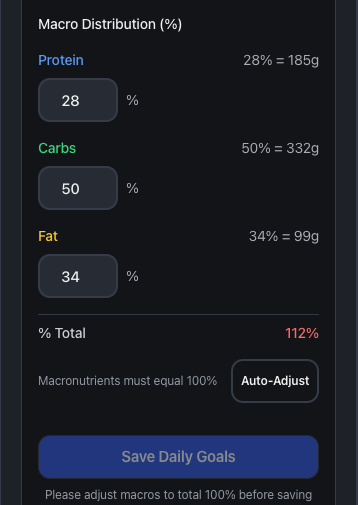 Macro Distribution (%)
Protein 28% = 185g
28 %
Carbs 50% = 332g
50 %
Fat 34% = 99g
34 %
% Total 112%
Macronutrients must equal 100% Auto-Adjust
Save Daily Goals
Please adjust macros to total 100% before saving